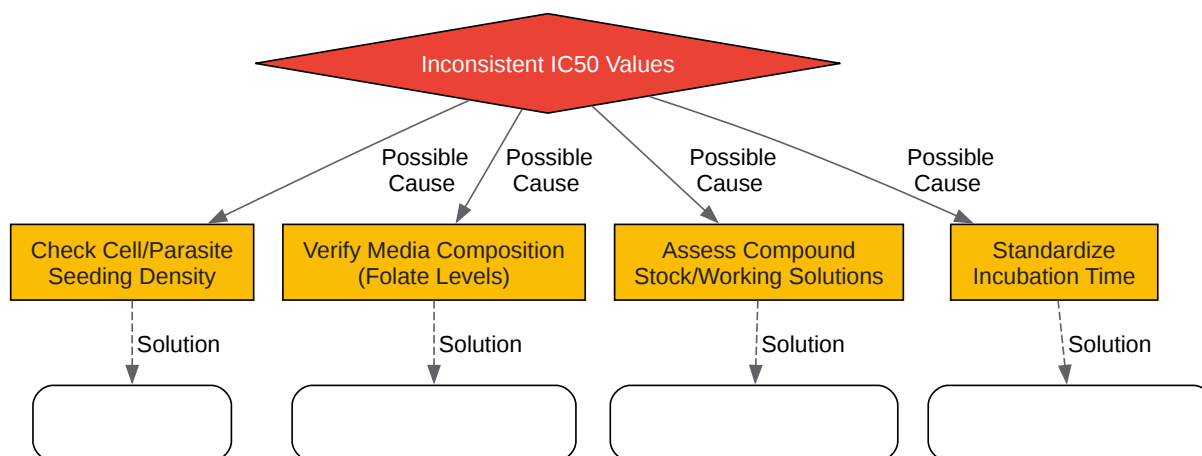 Inconsistent IC50 Values
Possible
Cause
Possible
Cause
Possible
Cause
Possible
Cause
Check Cell/Parasite
Seeding Density
Verify Media Composition
(Folate Levels)
Assess Compound
Stock/Working Solutions
Standardize
Incubation Time
Solution
Solution
Solution
Solution